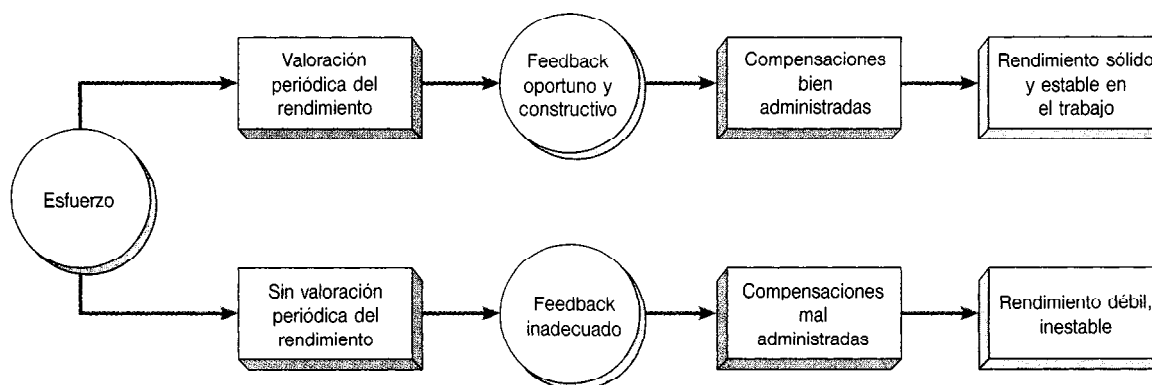 Valoración
periódica del
rendimiento
Feedback
oportuno y
constructivo
Compensaciones
bien
administradas
Rendimiento sólido
y estable en
el trabajo
Esfuerzo
Sin valoración
periódica del
rendimiento
Feedback
inadecuado
Compensaciones
mal
administradas
Rendimiento débil,
inestable